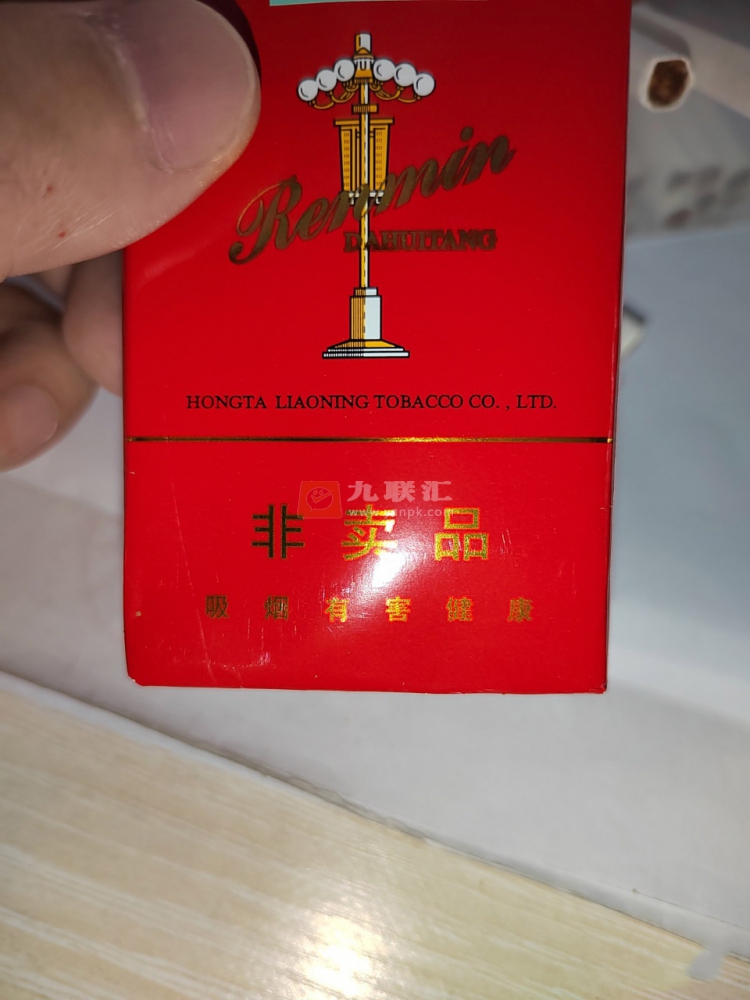 Renmin
DAHUITANG
HONGTA LIAONING TOBACCO CO., LTD.
九联汇
非卖品
吸烟有害健康